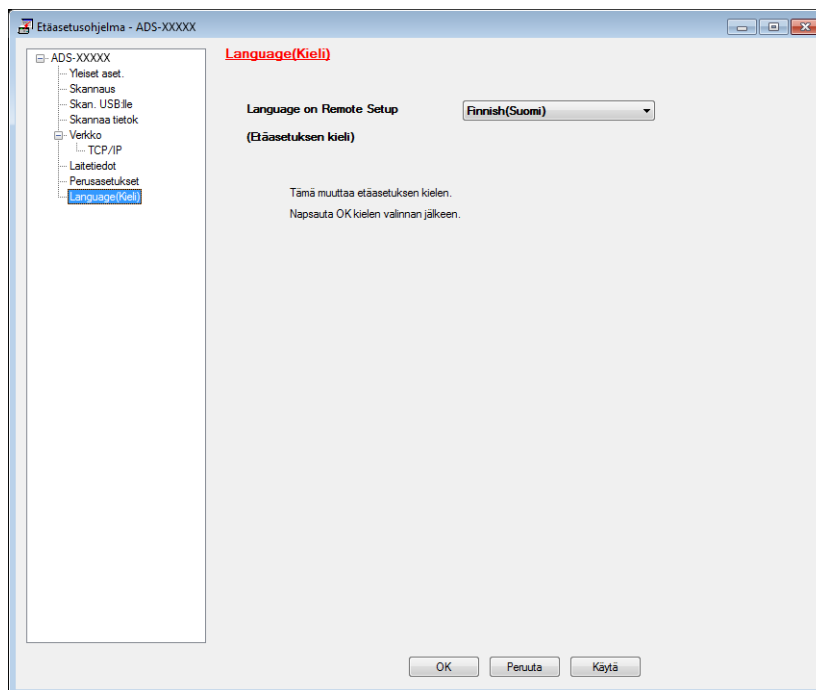 Etäasetusohjelma - ADS-XXXXX
ADS-XXXXX
Yleiset aset.
Skannaus
Skan. USB:lle
Skannaa tietok
Verkko
TCP/IP
Laitetiedot
Perusasetukset
Language(Kieli)
Language(Kieli)
Language on Remote Setup
Finnish(Suomi)
(Etäasetuksen kieli)
Tämä muuttaa etäasetuksen kielen.
Napsauta OK kielen valinnan jälkeen.
OK
Peruuta
Käytä